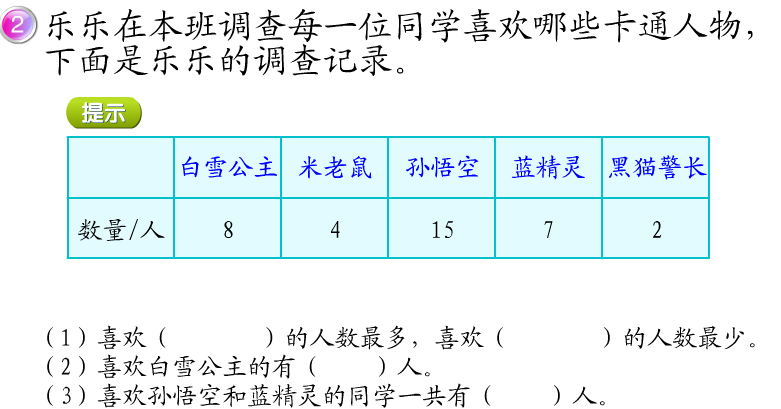 2 乐乐在本班调查每一位同学喜欢哪些卡通人物，
下面是乐乐的调查记录。
提示
白雪公主 米老鼠 孙悟空 蓝精灵 黑猫警长
数量/人 8 4 15 7 2
（1）喜欢（ ）的人数最多，喜欢（ ）的人数最少。
（2）喜欢白雪公主的有（ ）人。
（3）喜欢孙悟空和蓝精灵的同学一共有（ ）人。